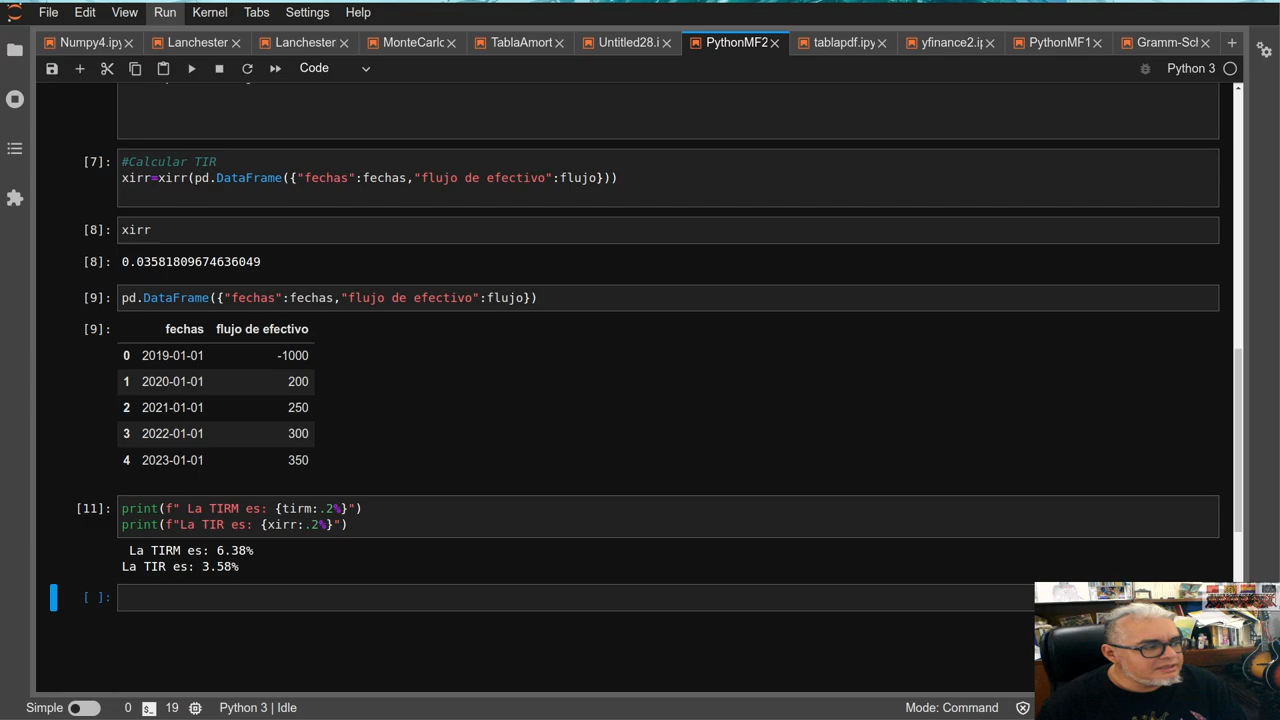 File Edit View Run Kernel Tabs Settings Help
Numpy4.ipy Lanchester Lanchester MonteCarlo TablaAmort Untitled28.i PythonMF2 tablapdf.ipy yfinance2.ip PythonMF1 Gramm-Scl
Code Python 3
[7]: #Calcular TIR
xirr=xirr(pd.DataFrame({"fechas":fechas,"flujo de efectivo":flujo}))
[8]: xirr
[8]: 0.03581809674636049
[9]: pd.DataFrame({"fechas":fechas,"flujo de efectivo":flujo})
[9]: fechas flujo de efectivo
0 2019-01-01 -1000
1 2020-01-01 200
2 2021-01-01 250
3 2022-01-01 300
4 2023-01-01 350
[11]: print(f" La TIRM es: {tirm:.2%}")
print(f"La TIR es: {xirr:.2%}")
La TIRM es: 6.38%
La TIR es: 3.58%
[ ]:
Simple 0 19 Python 3 | Idle Mode: Command